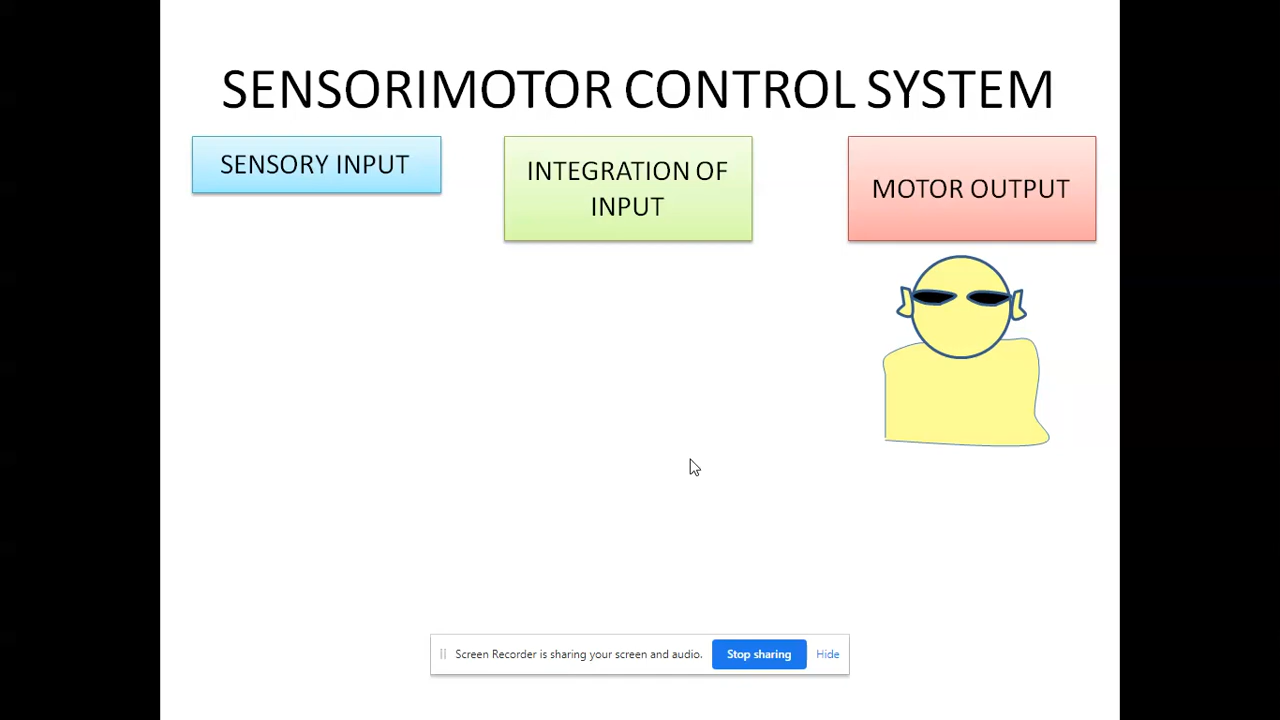 SENSORIMOTOR CONTROL SYSTEM
SENSORY INPUT
INTEGRATION OF
INPUT
MOTOR OUTPUT
Screen Recorder is sharing your screen and audio.
Stop sharing
Hide